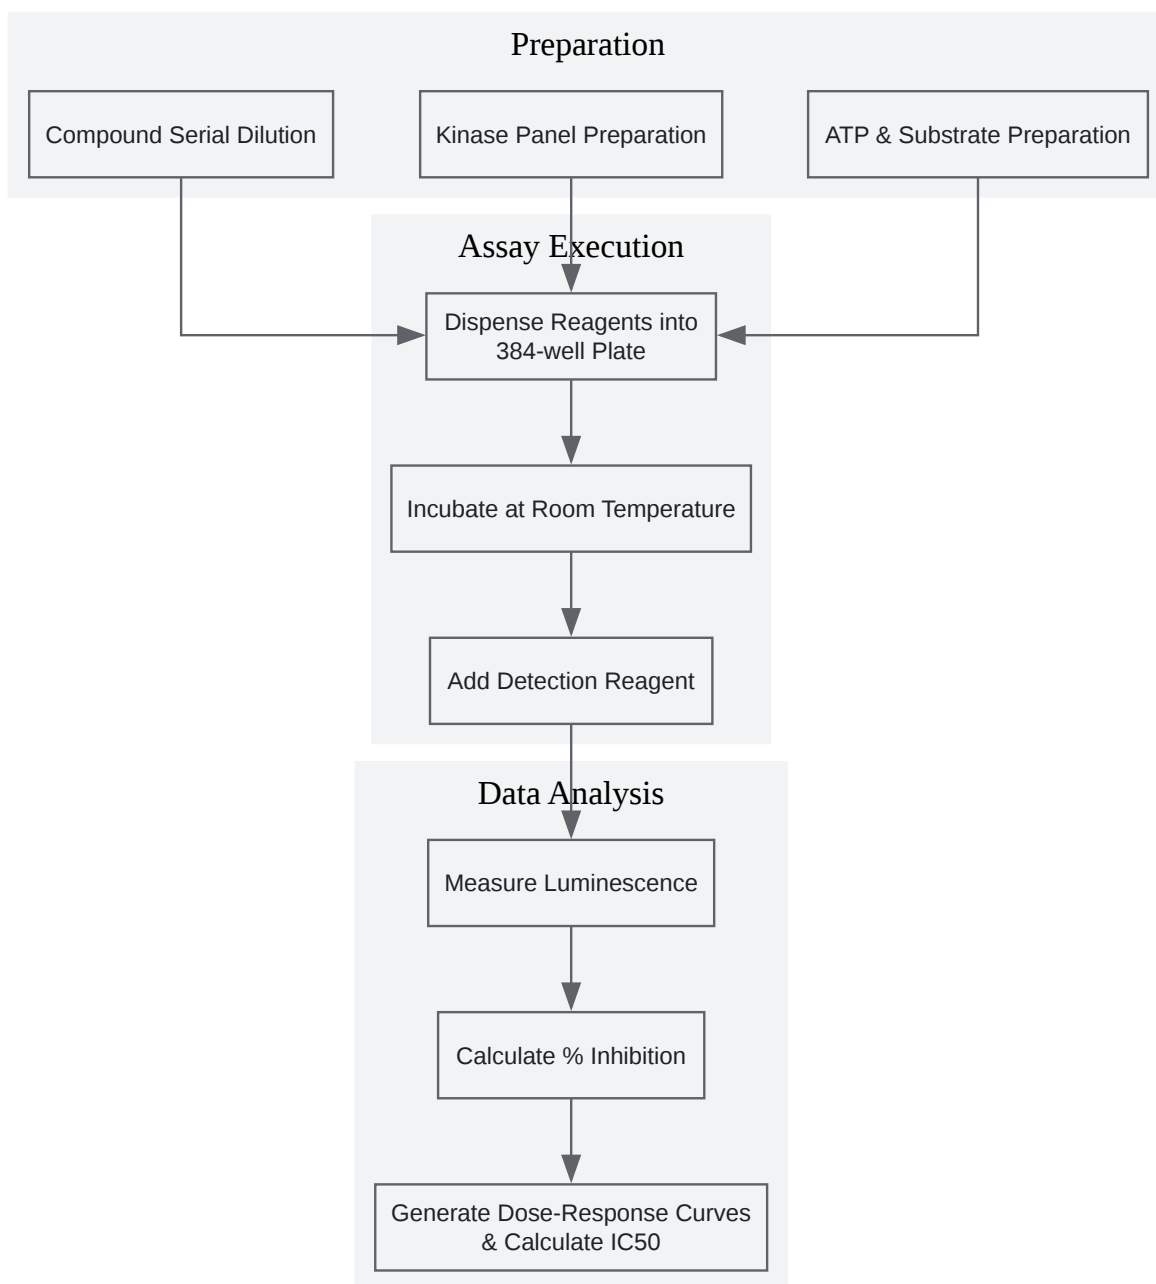 Preparation
Compound Serial Dilution
Kinase Panel Preparation
ATP & Substrate Preparation
Assay Execution
Dispense Reagents into
384-well Plate
Incubate at Room Temperature
Add Detection Reagent
Data Analysis
Measure Luminescence
Calculate % Inhibition
Generate Dose-Response Curves
& Calculate IC50